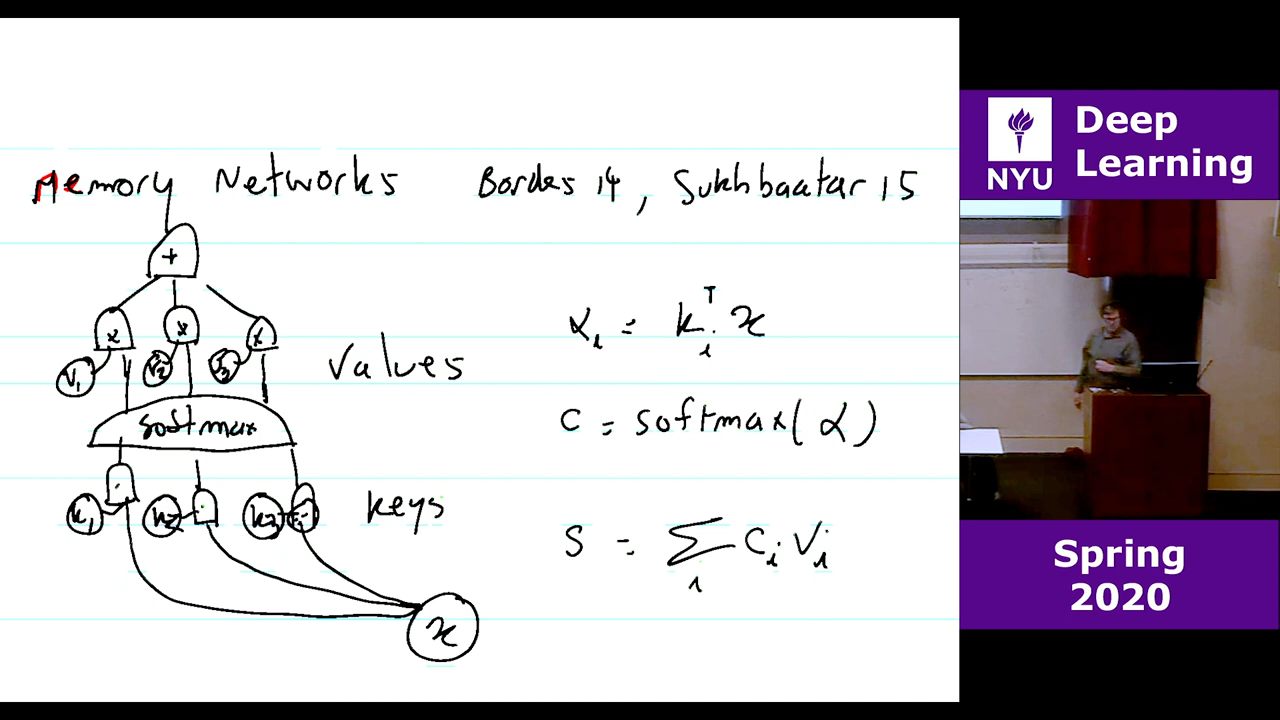 Memory Networks Bordes 14, Sukhbaatar 15
+
x x x
V₁ V₂ V₃ values
softmax
k₁ · k₂ · k₃ · keys
x
αᵢ = kᵢᵀ x
c = softmax(α)
S = Σᵢ Cᵢ Vᵢ
NYU
Deep
Learning
Spring
2020